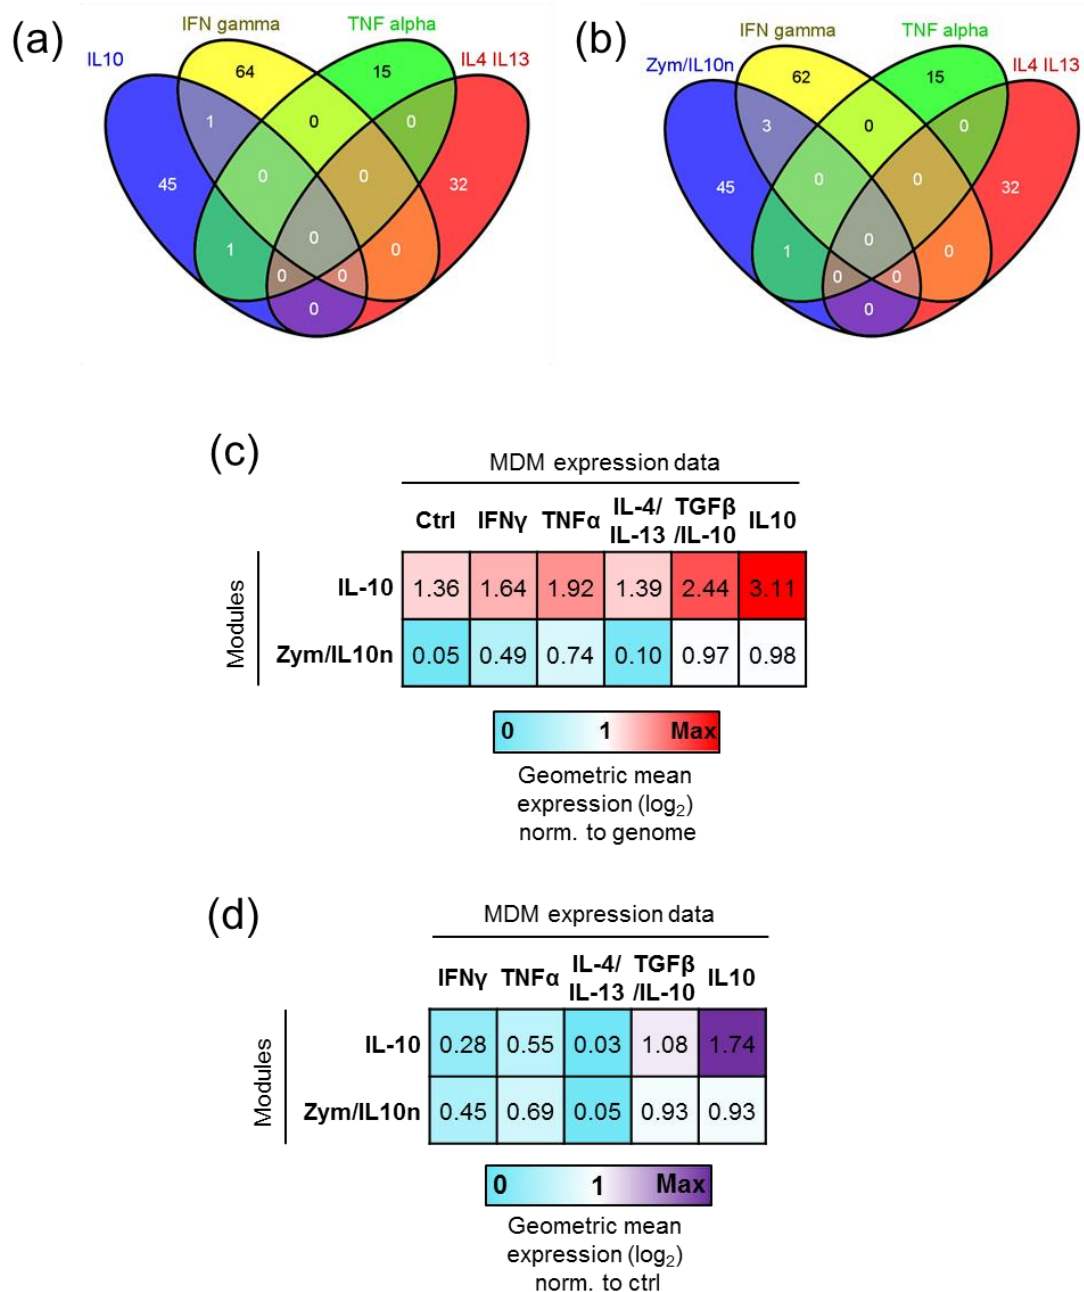 (a)
IFN gamma
TNF alpha
IL10
IL4 IL13
64
15
1
0
0
45
0
0
32
1
0
0
0
0
0
(b)
IFN gamma
TNF alpha
Zym/IL10n
IL4 IL13
62
15
3
0
0
45
0
0
32
1
0
0
0
0
0
(c)
MDM expression data
Ctrl IFNγ TNFα IL-4/ IL-13 TGFβ /IL-10 IL10
Modules
IL-10 1.36 1.64 1.92 1.39 2.44 3.11
Zym/IL10n 0.05 0.49 0.74 0.10 0.97 0.98
0 1 Max
Geometric mean
expression (log2)
norm. to genome
(d)
MDM expression data
IFNγ TNFα IL-4/ IL-13 TGFβ /IL-10 IL10
Modules
IL-10 0.28 0.55 0.03 1.08 1.74
Zym/IL10n 0.45 0.69 0.05 0.93 0.93
0 1 Max
Geometric mean
expression (log2)
norm. to ctrl